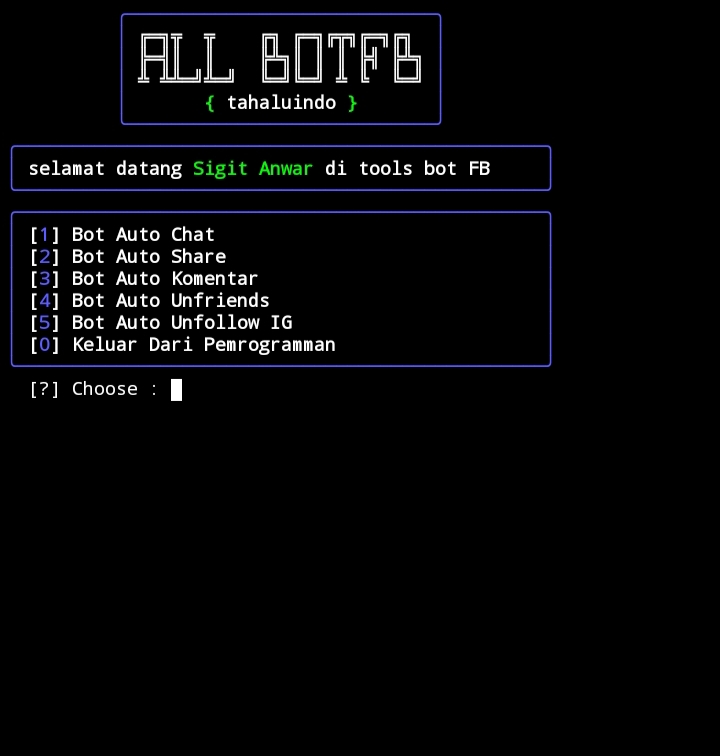 ALL BOTFB
{ tahaluindo }
selamat datang Sigit Anwar di tools bot FB
[1] Bot Auto Chat
[2] Bot Auto Share
[3] Bot Auto Komentar
[4] Bot Auto Unfriends
[5] Bot Auto Unfollow IG
[0] Keluar Dari Pemrogramman
[?] Choose :